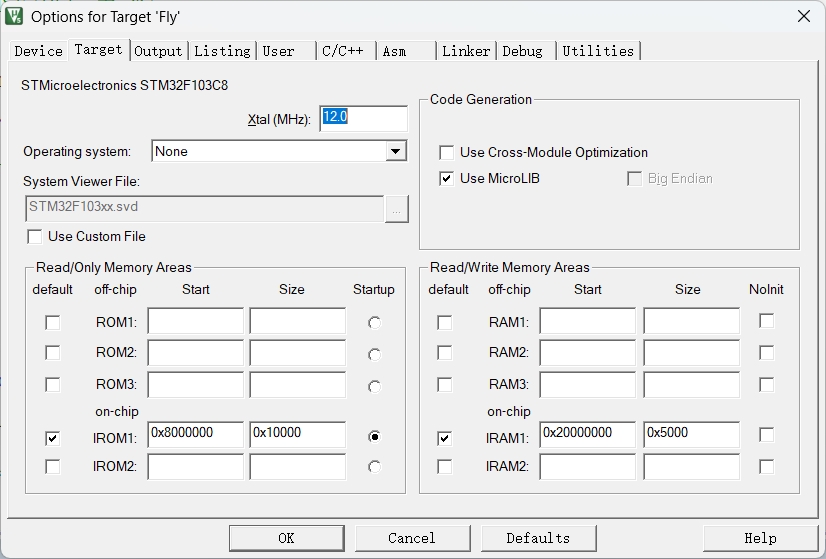 Options for Target 'Fly'
Device Target Output Listing User C/C++ Asm Linker Debug Utilities
STMicroelectronics STM32F103C8
Xtal (MHz): 12.0
Operating system: None
System Viewer File:
STM32F103xx.svd ...
Use Custom File
Code Generation
Use Cross-Module Optimization
Use MicroLIB Big Endian
Read/Only Memory Areas
default off-chip Start Size Startup
ROM1:
ROM2:
ROM3:
on-chip
IROM1: 0x8000000 0x10000
IROM2:
Read/Write Memory Areas
default off-chip Start Size NoInit
RAM1:
RAM2:
RAM3:
on-chip
IRAM1: 0x20000000 0x5000
IRAM2:
OK Cancel Defaults Help